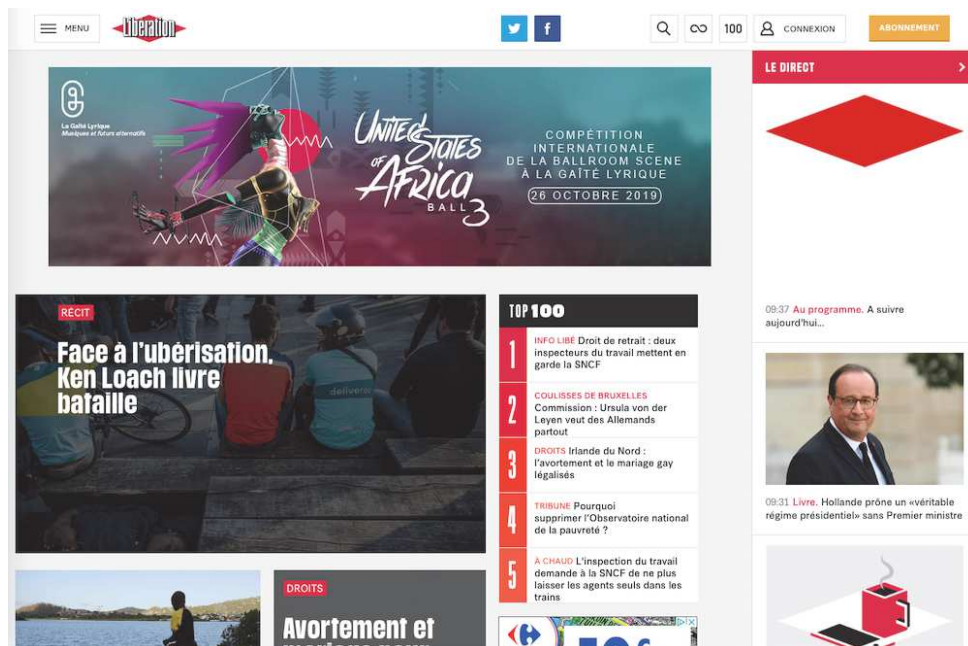 MENU
Libération
100
CONNEXION
ABONNEMENT
La Gaîté Lyrique
Musiques et futurs alternatifs
UNITED
STATES
OF
AFRICA
BALL 3
COMPÉTITION
INTERNATIONALE
DE LA BALLROOM SCENE
À LA GAÎTÉ LYRIQUE
26 OCTOBRE 2019
RÉCIT
Face à l’ubérisation,
Ken Loach livre
bataille
deliveroo
DROITS
Avortement et
TOP 100
1
INFO LIBÉ Droit de retrait : deux
inspecteurs du travail mettent en
garde la SNCF
2
COULISSES DE BRUXELLES
Commission : Ursula von der
Leyen veut des Allemands
partout
3
DROITS Irlande du Nord :
l'avortement et le mariage gay
légalisés
4
TRIBUNE Pourquoi
supprimer l'Observatoire national
de la pauvreté ?
5
À CHAUD L'inspection du travail
demande à la SNCF de ne plus
laisser les agents seuls dans les
trains
LE DIRECT
09:37 Au programme. A suivre
aujourd'hui...
09:31 Livre. Hollande prône un «véritable
régime présidentiel» sans Premier ministre